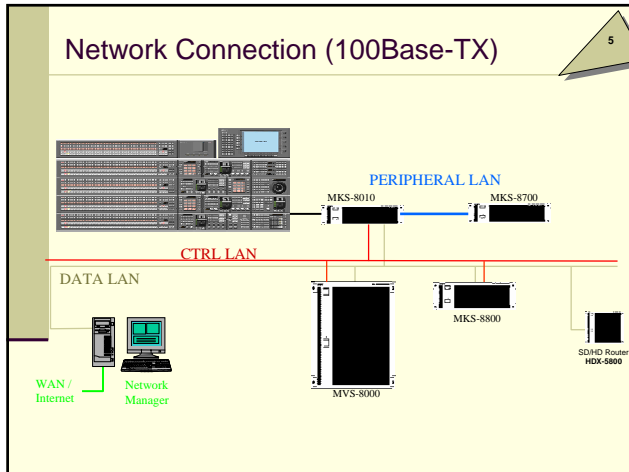 Network Connection (100Base-TX)
5
PERIPHERAL LAN
MKS-8010
MKS-8700
CTRL LAN
DATA LAN
MKS-8800
SD/HD Router
HDX-5800
WAN /
Internet
Network
Manager
MVS-8000